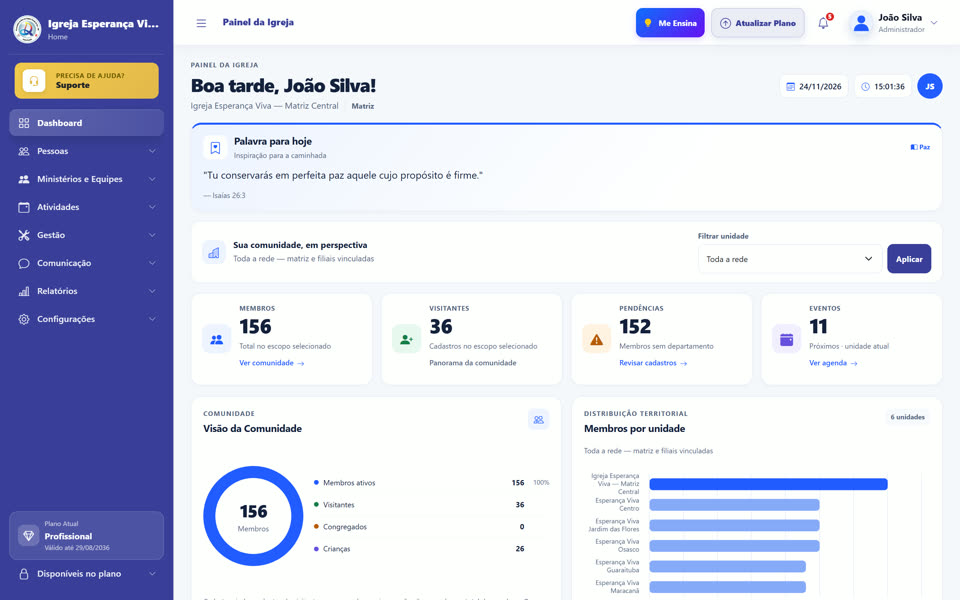 Igreja Esperança Vi...
Home
PRECISA DE AJUDA?
Suporte
Dashboard
Pessoas
Ministérios e Equipes
Atividades
Gestão
Comunicação
Relatórios
Configurações
Plano Atual
Profissional
Válido até 29/08/2036
Disponíveis no plano
Painel da Igreja
Me Ensina
Atualizar Plano
João Silva
Administrador
PAINEL DA IGREJA
Boa tarde, João Silva!
Igreja Esperança Viva — Matriz Central
Matriz
24/11/2026
15:01:36
JS
Palavra para hoje
Inspiração para a caminhada
Paz
"Tu conservarás em perfeita paz aquele cujo propósito é firme."
— Isaías 26:3
Sua comunidade, em perspectiva
Toda a rede — matriz e filiais vinculadas
Filtrar unidade
Toda a rede
Aplicar
MEMBROS
156
Total no escopo selecionado
Ver comunidade →
VISITANTES
36
Cadastros no escopo selecionado
Panorama da comunidade
PENDÊNCIAS
152
Membros sem departamento
Revisar cadastros →
EVENTOS
11
Próximos · unidade atual
Ver agenda →
COMUNIDADE
Visão da Comunidade
156
Membros
Membros ativos 156 100%
Visitantes 36
Congregados 0
Crianças 26
DISTRIBUIÇÃO TERRITORIAL
Membros por unidade
6 unidades
Toda a rede — matriz e filiais vinculadas
Igreja Esperança
Viva — Matriz
Central
Esperança Viva
Centro
Esperança Viva
Jardim das Flores
Esperança Viva
Osasco
Esperança Viva
Guaraituba
Esperança Viva
Maracanã